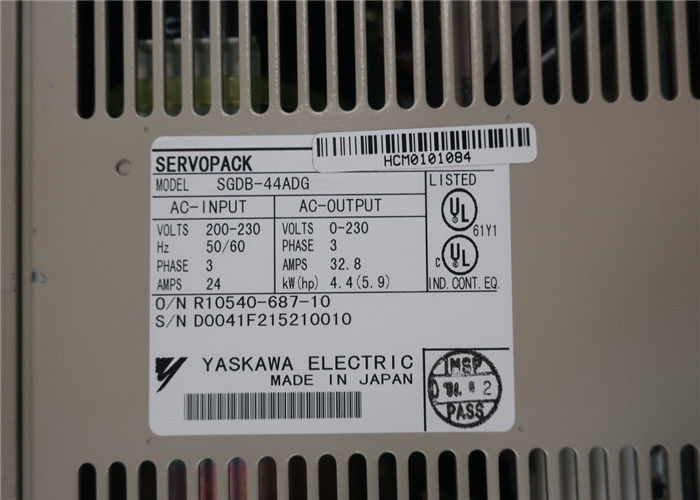 SERVOPACK
HCM0101084
MODEL SGDB-44ADG
LISTED
AC-INPUT AC-OUTPUT
VOLTS 200-230 VOLTS 0-230
Hz 50/60 PHASE 3
PHASE 3 AMPS 32.8
AMPS 24 kW(hp) 4.4(5.9)
UL
61Y1
c UL
IND.CONT.EQ.
O/N R10540-687-10
S/N D0041F215210010
YASKAWA ELECTRIC
MADE IN JAPAN
INSP
PASS